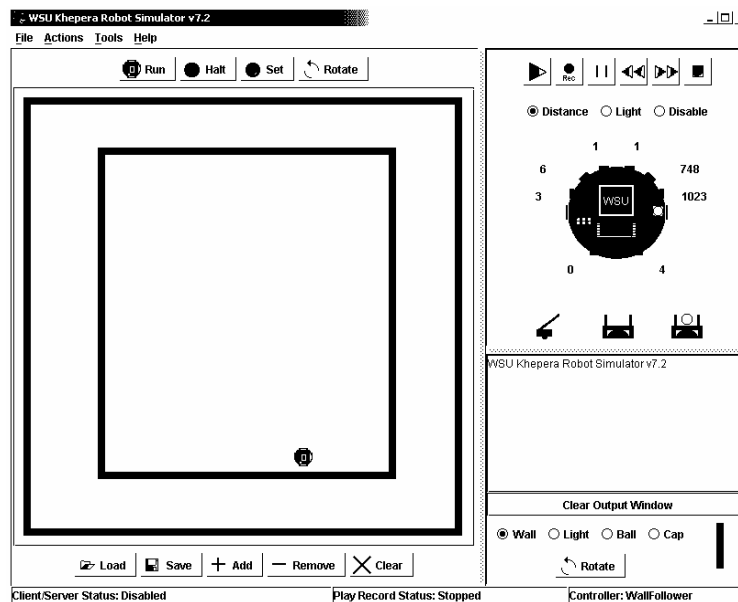 WSU Khepera Robot Simulator v7.2
File Actions Tools Help
Run Halt Set Rotate
Rec
Distance Light Disable
1 1
6 748
3 WSU 1023
0 4
WSU Khepera Robot Simulator v7.2
Clear Output Window
Wall Light Ball Cap
Rotate
Load Save Add Remove Clear
Client/Server Status: Disabled Play Record Status: Stopped Controller: WallFollower